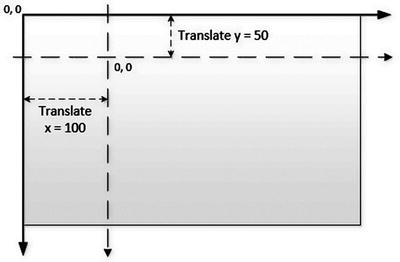 0, 0
Translate y = 50
0, 0
Translate
x = 100